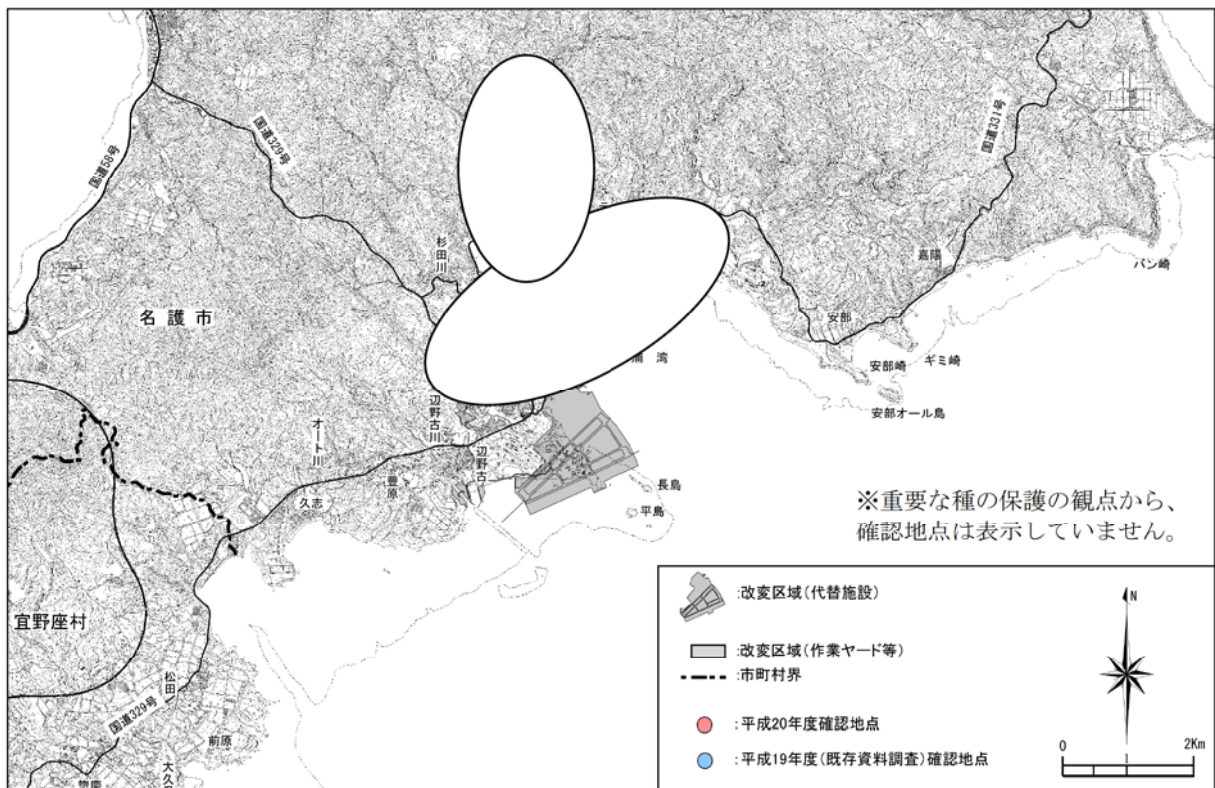 国道58号
国道329号
国道331号
杉田川
嘉陽
バン崎
名護市
安部
湾
安部崎
ギミ崎
安部オール島
辺野古川
オート川
辺野古
豊原
久志
長島
平島
※重要な種の保護の観点から、
確認地点は表示していません。
宜野座村
松田
国道329号
前原
:改変区域(代替施設)
:改変区域(作業ヤード等)
:市町村界
:平成20年度確認地点
:平成19年度(既存資料調査)確認地点
N
0 1 2Km